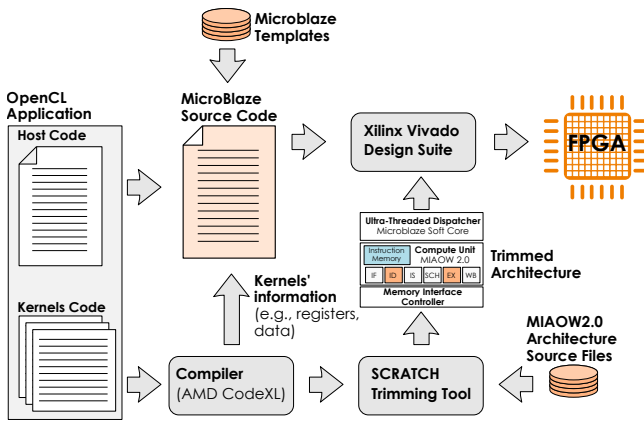 Microblaze
Templates
OpenCL
Application
Host Code
MicroBlaze
Source Code
Xilinx Vivado
Design Suite
FPGA
Ultra-Threaded Dispatcher
Microblaze Soft Core
Instruction
Memory
Compute Unit
MIAOW 2.0
IF
ID
IS
SCH
EX
WB
Memory Interface
Controller
Trimmed
Architecture
Kernels'
information
(e.g., registers,
data)
Kernels Code
Compiler
(AMD CodeXL)
SCRATCH
Trimming Tool
MIAOW2.0
Architecture
Source Files